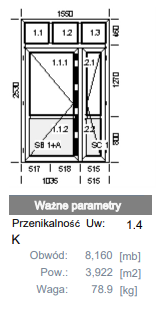 1550
1.1 1.2 1.3
450
1.1.1 2.1
1270
2530
1.1.2 2.2
800
SB 1+A SC 1
517 518 515
1035 515
Ważne parametry
Przenikalność Uw: 1.4
K
Obwód: 8,160 [mb]
Pow.: 3,922 [m2]
Waga: 78.9 [kg]